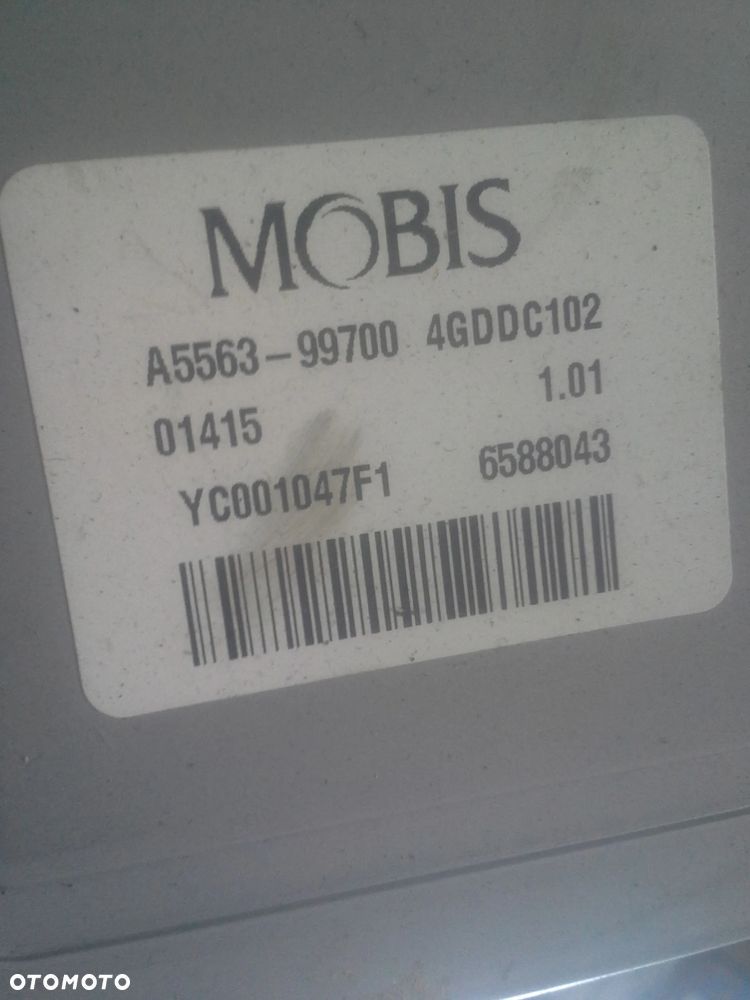 MOBIS
A5563-99700 4GDDC102
01415 1.01
YC001047F1 6588043
OTOMOTO